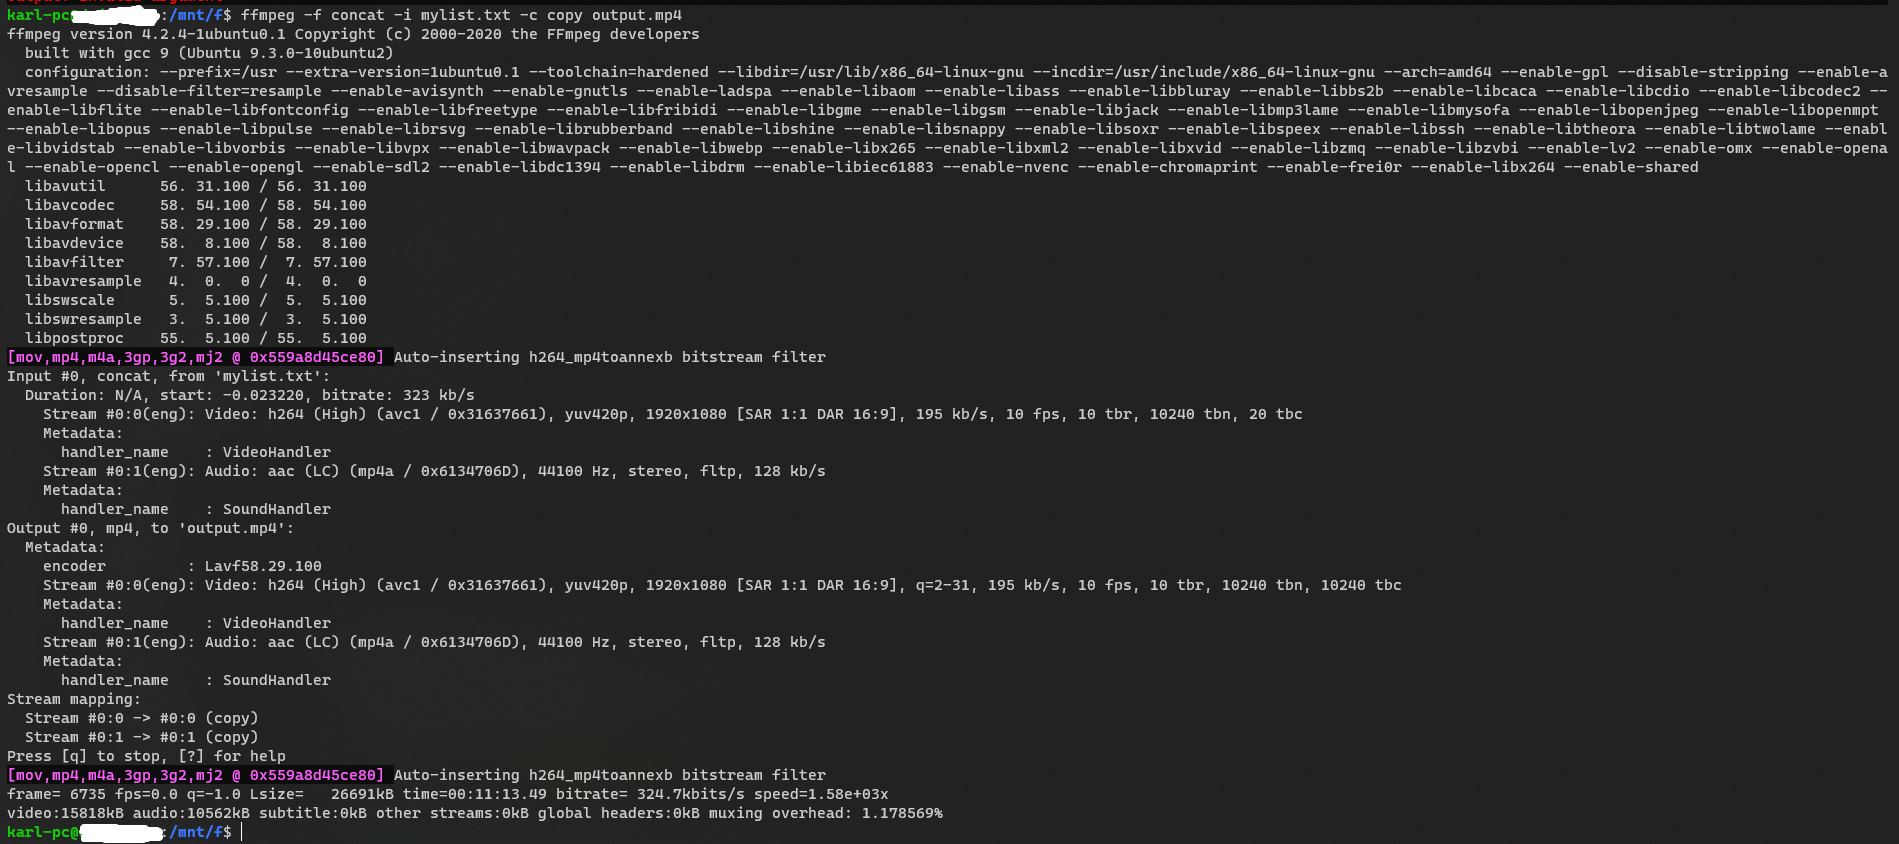 output: Invalid argument
karl-pc :/mnt/f$ ffmpeg -f concat -i mylist.txt -c copy output.mp4
ffmpeg version 4.2.4-1ubuntu0.1 Copyright (c) 2000-2020 the FFmpeg developers
  built with gcc 9 (Ubuntu 9.3.0-10ubuntu2)
  configuration: --prefix=/usr --extra-version=1ubuntu0.1 --toolchain=hardened --libdir=/usr/lib/x86_64-linux-gnu --incdir=/usr/include/x86_64-linux-gnu --arch=amd64 --enable-gpl --disable-stripping --enable-a
vresample --disable-filter=resample --enable-avisynth --enable-gnutls --enable-ladspa --enable-libaom --enable-libass --enable-libbluray --enable-libbs2b --enable-libcaca --enable-libcdio --enable-libcodec2 --
enable-libflite --enable-libfontconfig --enable-libfreetype --enable-libfribidi --enable-libgme --enable-libgsm --enable-libjack --enable-libmp3lame --enable-libmysofa --enable-libopenjpeg --enable-libopenmpt
--enable-libopus --enable-libpulse --enable-librsvg --enable-librubberband --enable-libshine --enable-libsnappy --enable-libsoxr --enable-libspeex --enable-libssh --enable-libtheora --enable-libtwolame --enabl
e-libvidstab --enable-libvorbis --enable-libvpx --enable-libwavpack --enable-libwebp --enable-libx265 --enable-libxml2 --enable-libxvid --enable-libzmq --enable-libzvbi --enable-lv2 --enable-omx --enable-opena
l --enable-opencl --enable-opengl --enable-sdl2 --enable-libdc1394 --enable-libdrm --enable-libiec61883 --enable-nvenc --enable-chromaprint --enable-frei0r --enable-libx264 --enable-shared
  libavutil      56. 31.100 / 56. 31.100
  libavcodec     58. 54.100 / 58. 54.100
  libavformat    58. 29.100 / 58. 29.100
  libavdevice    58.  8.100 / 58.  8.100
  libavfilter     7. 57.100 /  7. 57.100
  libavresample   4.  0.  0 /  4.  0.  0
  libswscale      5.  5.100 /  5.  5.100
  libswresample   3.  5.100 /  3.  5.100
  libpostproc    55.  5.100 / 55.  5.100
[mov,mp4,m4a,3gp,3g2,mj2 @ 0x559a8d45ce80] Auto-inserting h264_mp4toannexb bitstream filter
Input #0, concat, from 'mylist.txt':
  Duration: N/A, start: -0.023220, bitrate: 323 kb/s
    Stream #0:0(eng): Video: h264 (High) (avc1 / 0x31637661), yuv420p, 1920x1080 [SAR 1:1 DAR 16:9], 195 kb/s, 10 fps, 10 tbr, 10240 tbn, 20 tbc
    Metadata:
      handler_name    : VideoHandler
    Stream #0:1(eng): Audio: aac (LC) (mp4a / 0x6134706D), 44100 Hz, stereo, fltp, 128 kb/s
    Metadata:
      handler_name    : SoundHandler
Output #0, mp4, to 'output.mp4':
  Metadata:
    encoder         : Lavf58.29.100
    Stream #0:0(eng): Video: h264 (High) (avc1 / 0x31637661), yuv420p, 1920x1080 [SAR 1:1 DAR 16:9], q=2-31, 195 kb/s, 10 fps, 10 tbr, 10240 tbn, 10240 tbc
    Metadata:
      handler_name    : VideoHandler
    Stream #0:1(eng): Audio: aac (LC) (mp4a / 0x6134706D), 44100 Hz, stereo, fltp, 128 kb/s
    Metadata:
      handler_name    : SoundHandler
Stream mapping:
  Stream #0:0 -> #0:0 (copy)
  Stream #0:1 -> #0:1 (copy)
Press [q] to stop, [?] for help
[mov,mp4,m4a,3gp,3g2,mj2 @ 0x559a8d45ce80] Auto-inserting h264_mp4toannexb bitstream filter
frame= 6735 fps=0.0 q=-1.0 Lsize=   26691kB time=00:11:13.49 bitrate= 324.7kbits/s speed=1.58e+03x
video:15818kB audio:10562kB subtitle:0kB other streams:0kB global headers:0kB muxing overhead: 1.178569%
karl-pc@ :/mnt/f$